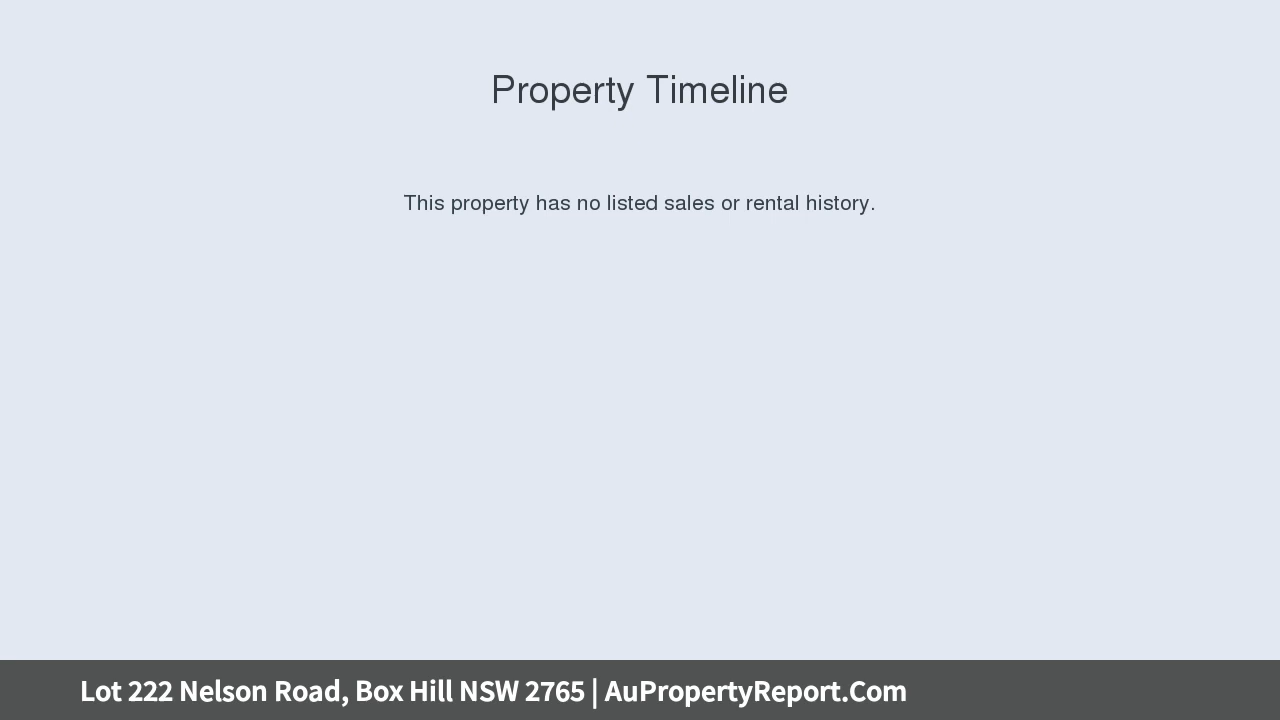 Property Timeline
This property has no listed sales or rental history.
Lot 222 Nelson Road, Box Hill NSW 2765 | AuPropertyReport.Com